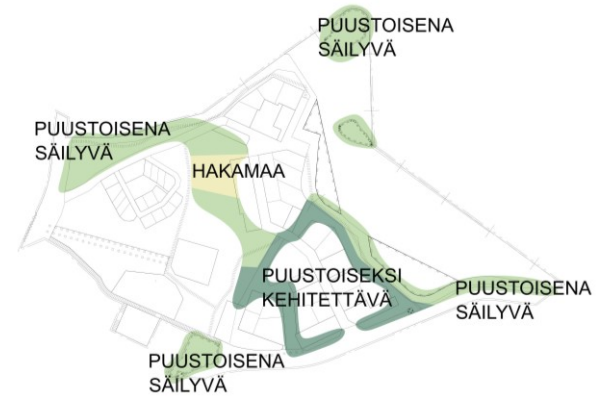 PUUSTOISENA
SÄILYVÄ
PUUSTOISENA
SÄILYVÄ
HAKAMAA
PUUSTOISEKSI
KEHITETTÄVÄ
PUUSTOISENA
SÄILYVÄ
PUUSTOISENA
SÄILYVÄ